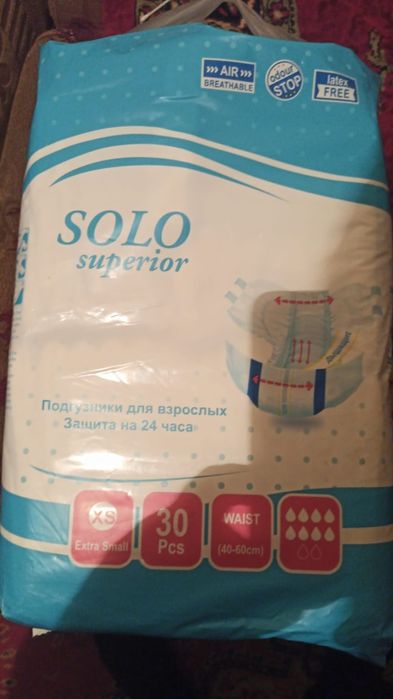 AIR
BREATHABLE
odour
STOP
latex
FREE
SOLO
superior
Подгузники для взрослых
Защита на 24 часа
XS
Extra Small
30
Pcs
WAIST
(40-60cm)